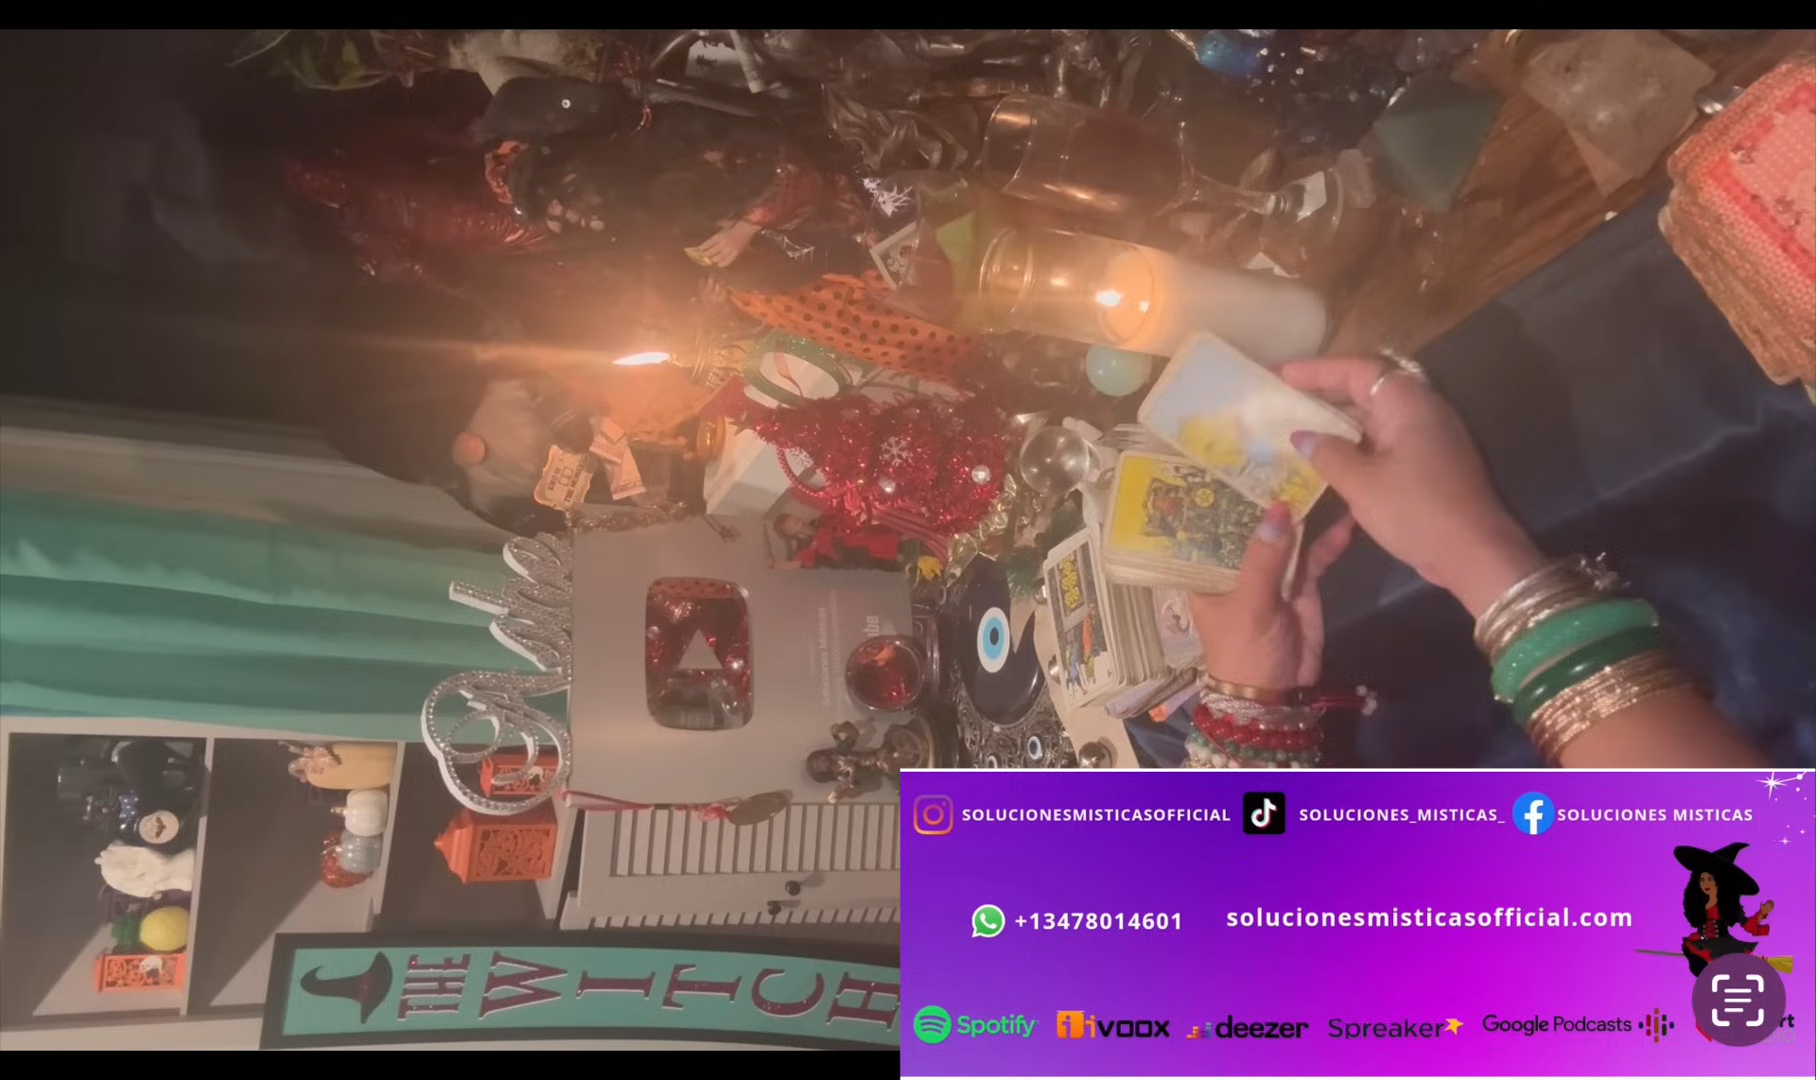 THE WITCH
SOLUCIONESMISTICASOFFICIAL
SOLUCIONES_MISTICAS_
SOLUCIONES MISTICAS
+13478014601
solucionesmisticasofficial.com
Spotify
iVOOX
deezer
Spreaker
Google Podcasts